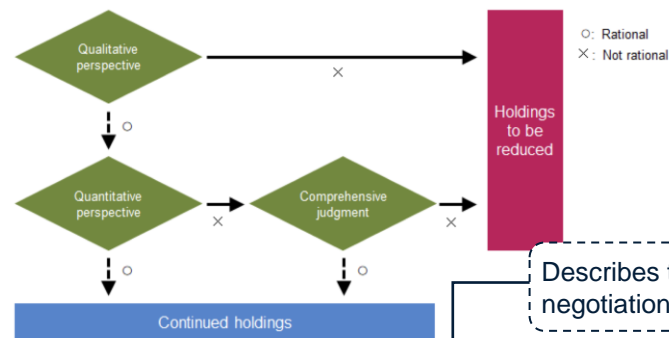 Qualitative
perspective
×
○: Rational
×: Not rational
Holdings
to be
reduced
○
Quantitative
perspective
×
Comprehensive
judgment
×
○
○
Continued holdings
Describes
negotiation